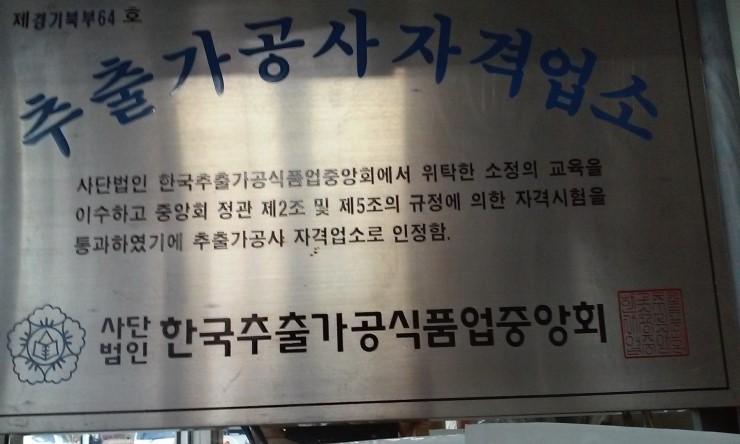 제경기북부64 호
추출가공사자격업소
사단법인 한국추출가공식품업중앙회에서 위탁한 소정의 교육을
이수하고 중앙회 정관 제2조 및 제5조의 규정에 의한 자격시험을
통과하였기에 추출가공사 자격업소로 인정함.
사단
법인 한국추출가공식품업중앙회